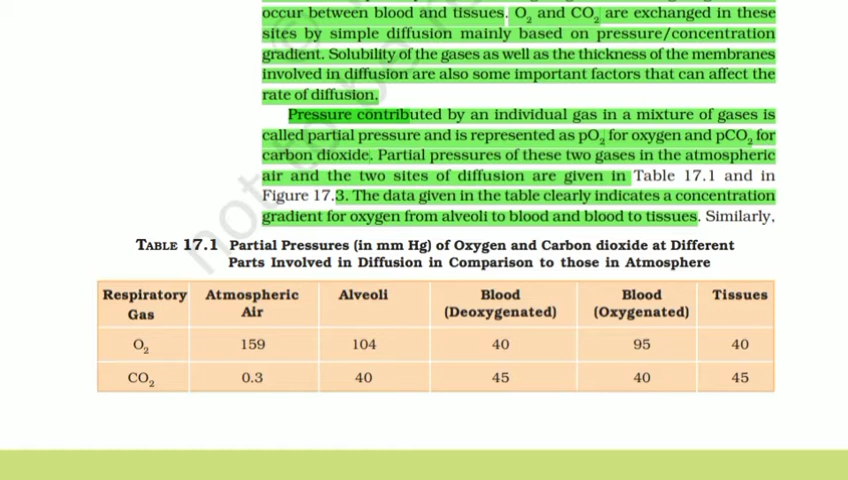 occur between blood and tissues. O2 and CO2 are exchanged in these
sites by simple diffusion mainly based on pressure/concentration
gradient. Solubility of the gases as well as the thickness of the membranes
involved in diffusion are also some important factors that can affect the
rate of diffusion.
Pressure contributed by an individual gas in a mixture of gases is
called partial pressure and is represented as pO2 for oxygen and pCO2 for
carbon dioxide. Partial pressures of these two gases in the atmospheric
air and the two sites of diffusion are given in Table 17.1 and in
Figure 17.3. The data given in the table clearly indicates a concentration
gradient for oxygen from alveoli to blood and blood to tissues. Similarly,
TABLE 17.1 Partial Pressures (in mm Hg) of Oxygen and Carbon dioxide at Different
Parts Involved in Diffusion in Comparison to those in Atmosphere
Respiratory Gas Atmospheric Air Alveoli Blood (Deoxygenated) Blood (Oxygenated) Tissues
O2 159 104 40 95 40
CO2 0.3 40 45 40 45
not to be re